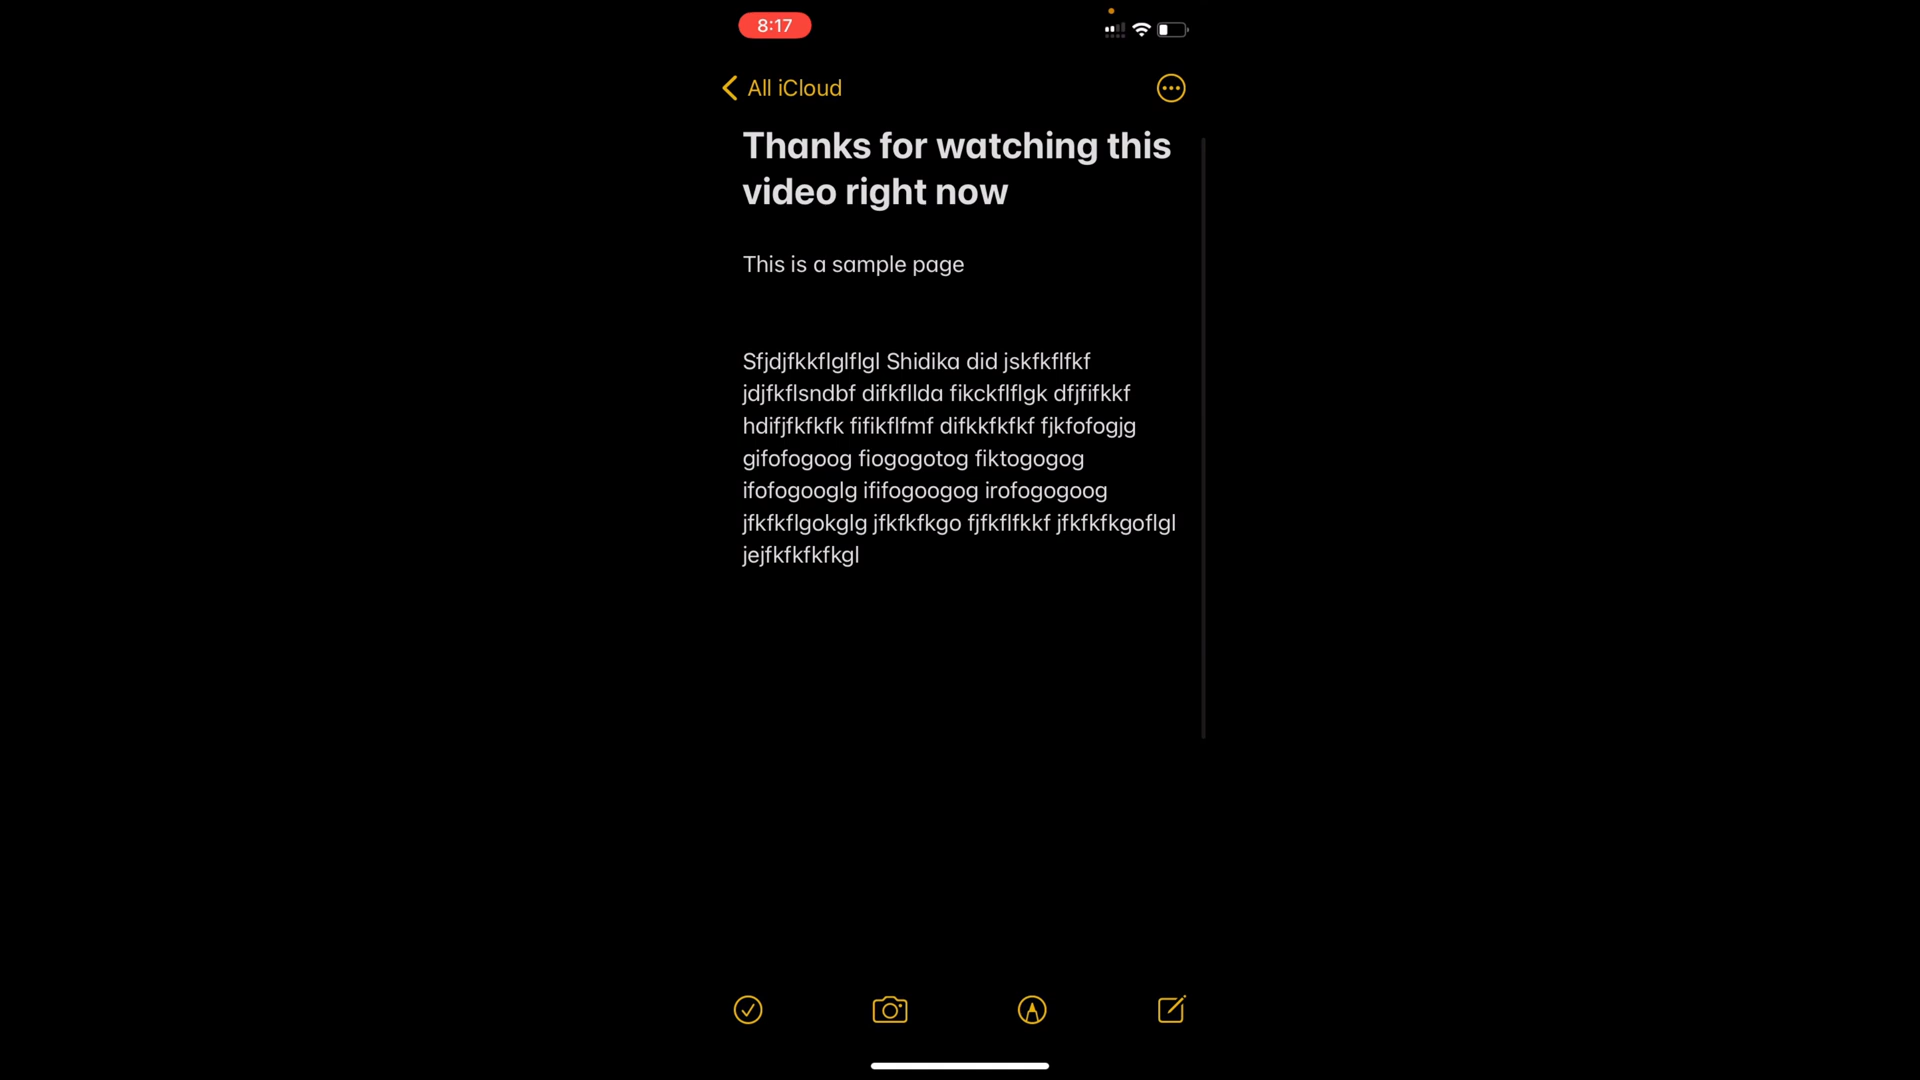 8:17
All iCloud
Thanks for watching this
video right now
This is a sample page
Sfjdjfkkflglflgl Shidika did jskfkflfkf
jdjfkflsndbf difkfllda fikckflflgk dfjfifkkf
hdifjfkfkfk fifikflfmf difkkfkfkf fjkfofogjg
gifofogoog fiogogotog fiktogogog
ifofogooglg ififogoogog irofogogoog
jfkfkflgokglg jfkfkfkgo fjfkflfkkf jfkfkfkgoflgl
jejfkfkfkfkgl